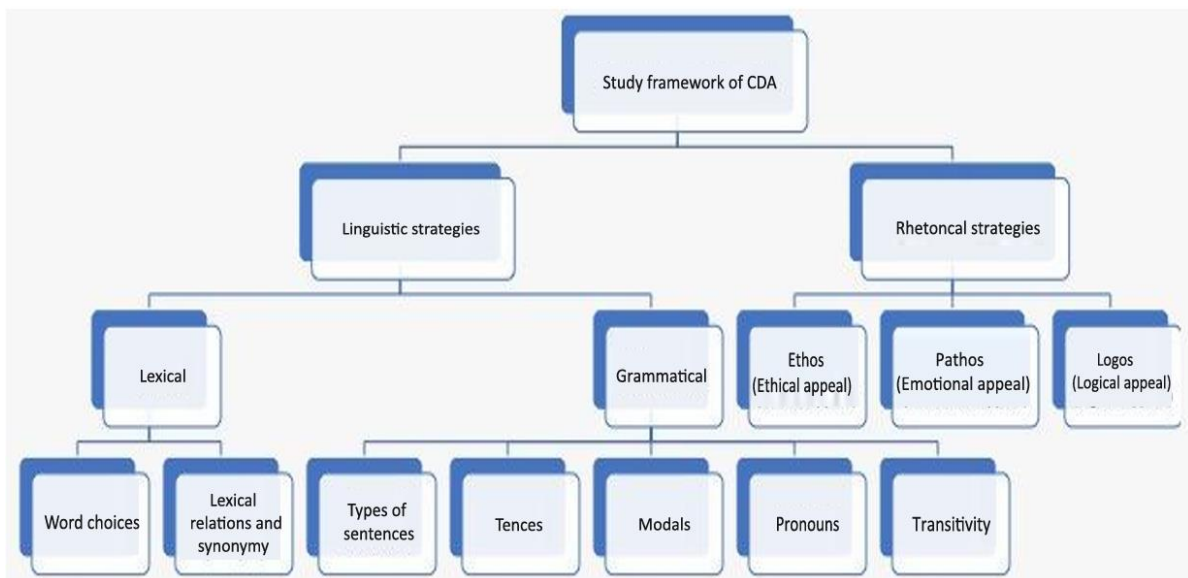 Study framework of CDA
Linguistic strategies
Rhetoncal strategies
Lexical
Grammatical
Ethos
(Ethical appeal)
Pathos
(Emotional appeal)
Logos
(Logical appeal)
Word choices
Lexical
relations and
synonymy
Types of
sentences
Tences
Modals
Pronouns
Transitivity